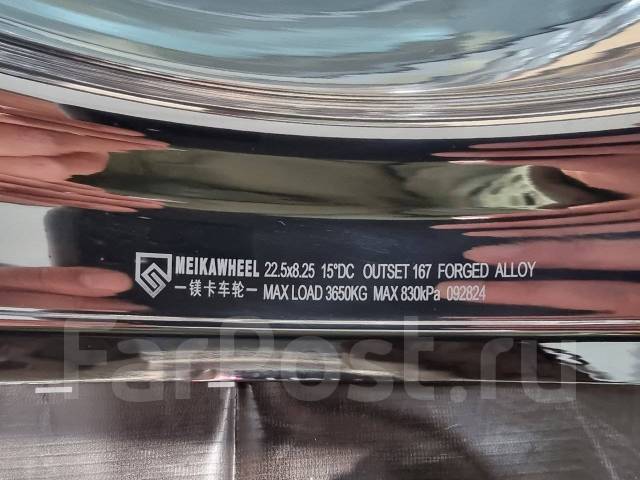 MEIKAWHEEL 22.5x8.25 15°DC OUTSET 167 FORGED ALLOY
一镁卡车轮一 MAX LOAD 3650KG MAX 830kPa 092824
FarPost.ru